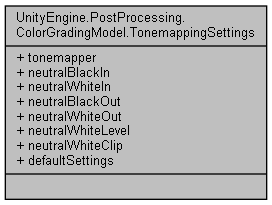 UnityEngine.PostProcessing.
ColorGradingModel.TonemappingSettings
+ tonemapper
+ neutralBlackIn
+ neutralWhiteIn
+ neutralBlackOut
+ neutralWhiteOut
+ neutralWhiteLevel
+ neutralWhiteClip
+ defaultSettings